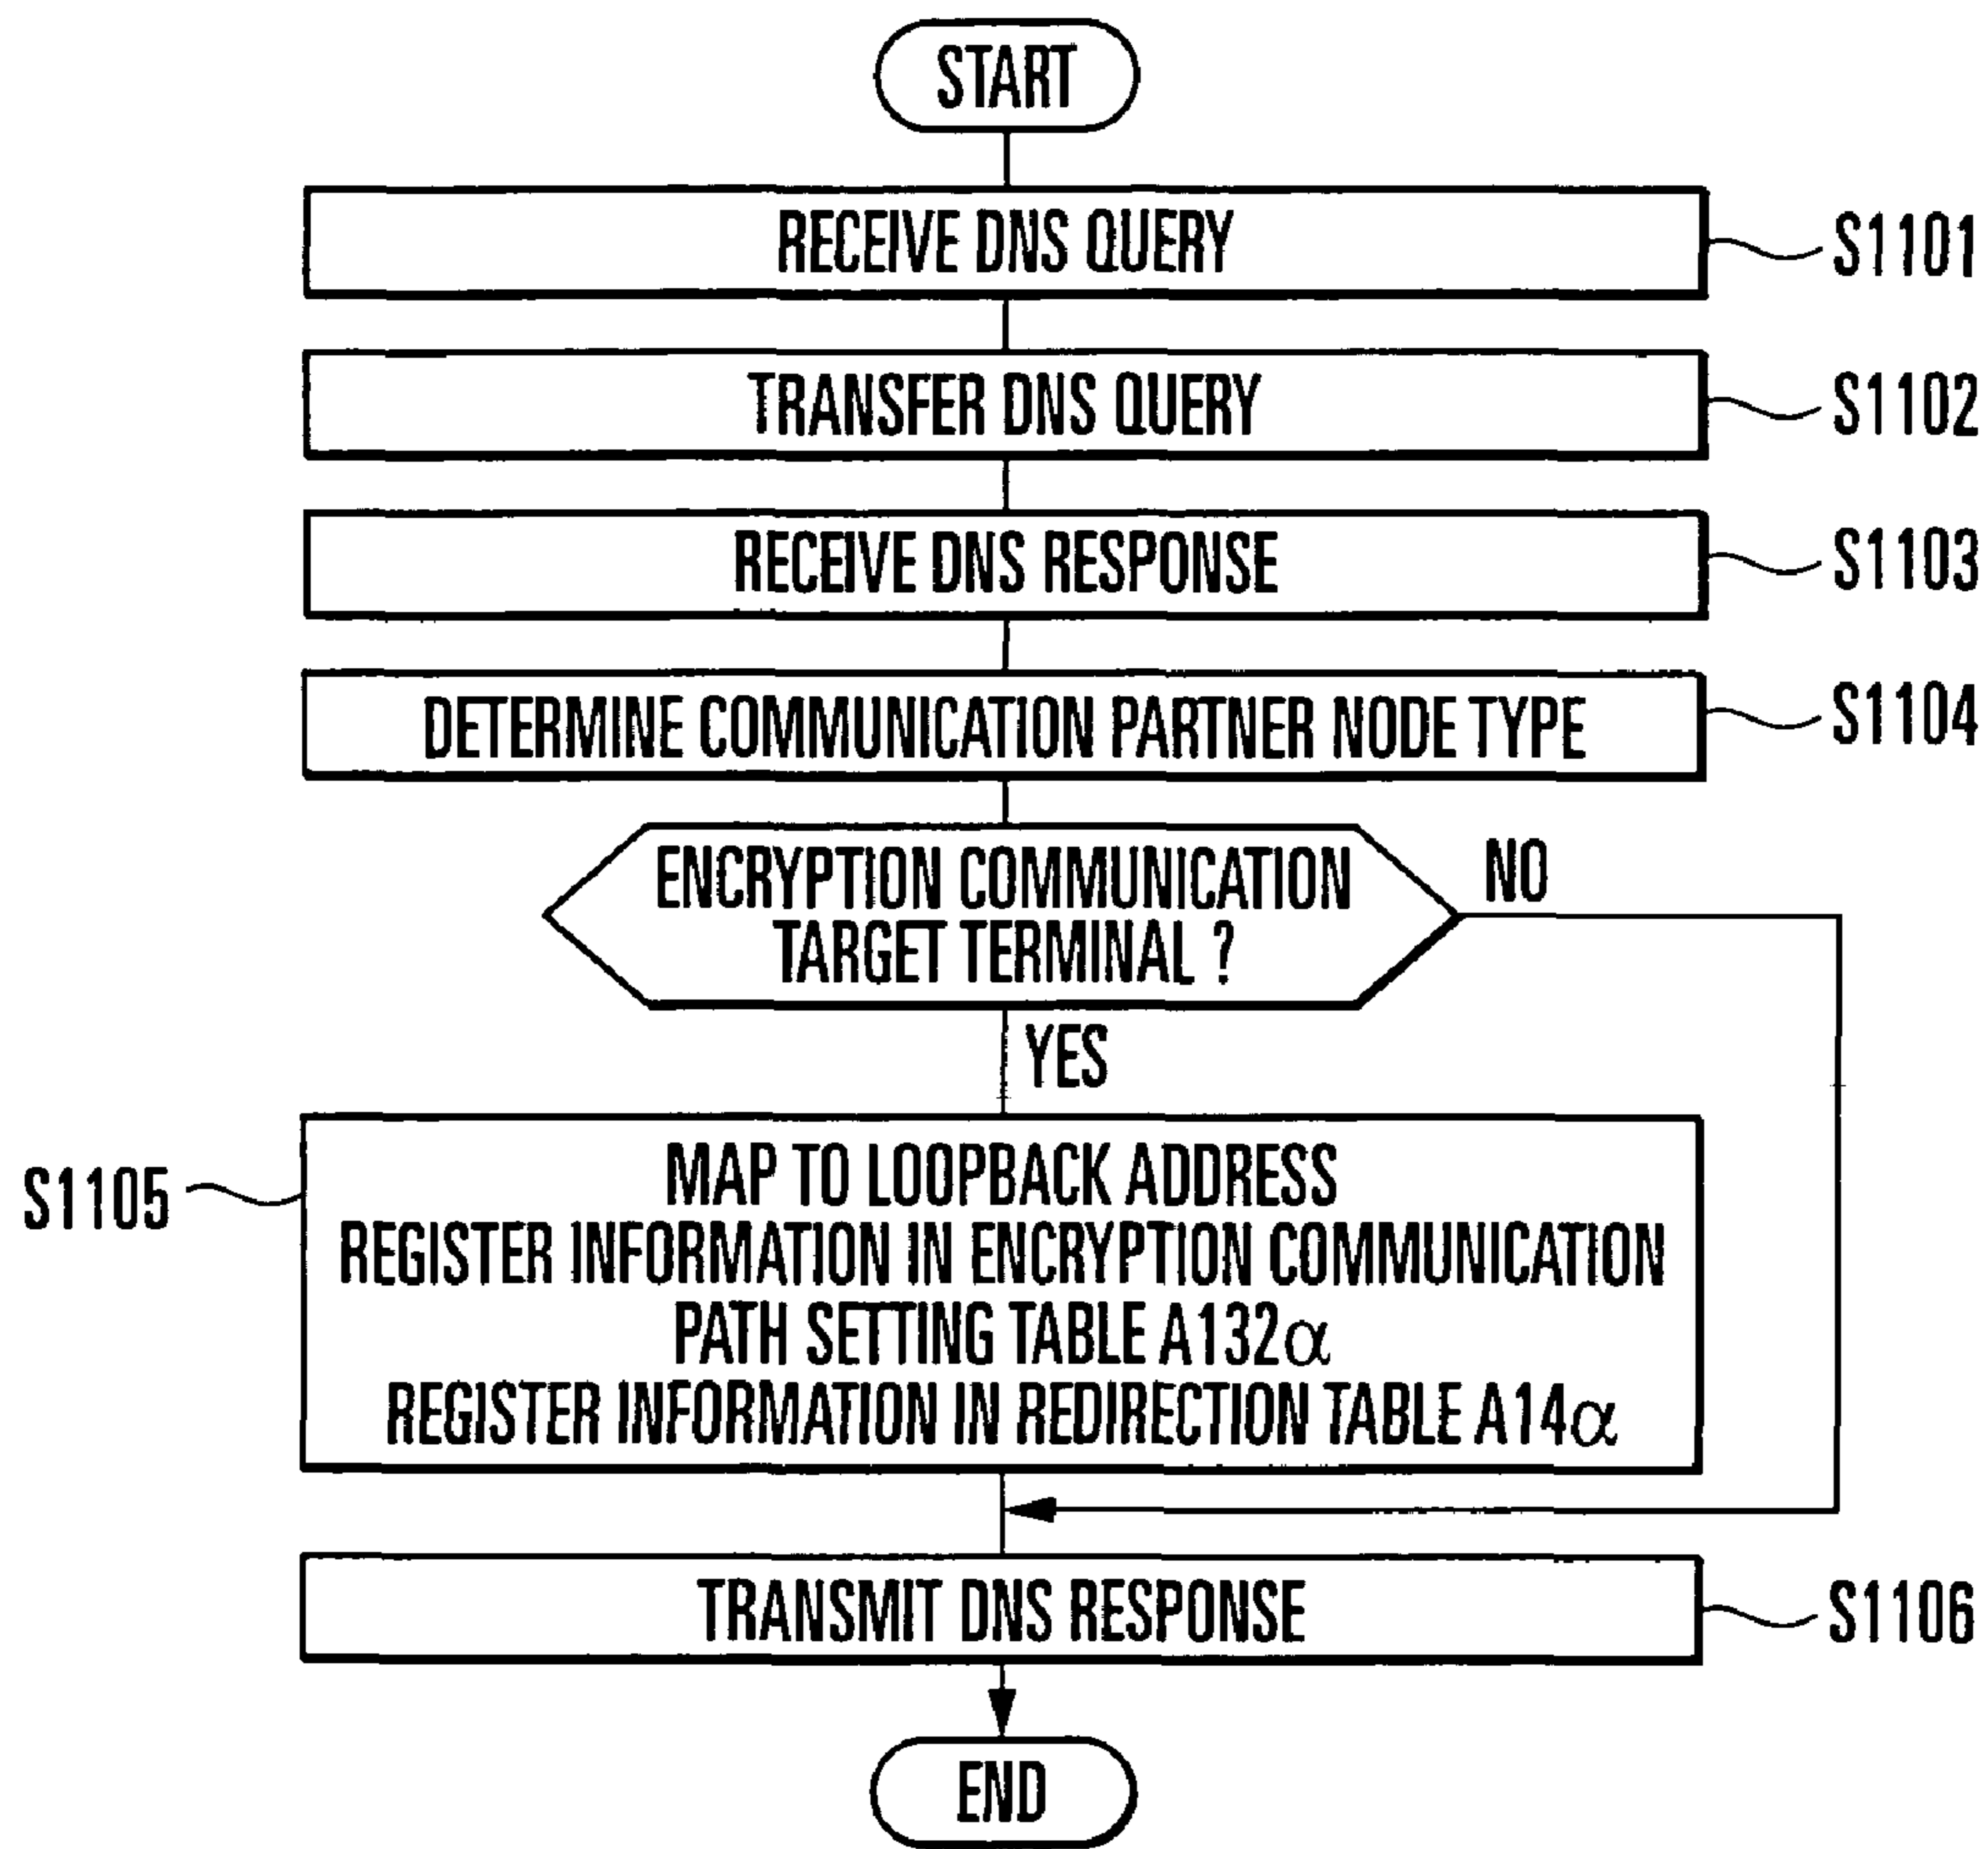 START
RECEIVE DNS QUERY
S1101
TRANSFER DNS QUERY
S1102
RECEIVE DNS RESPONSE
S1103
DETERMINE COMMUNICATION PARTNER NODE TYPE
S1104
ENCRYPTION COMMUNICATION
TARGET TERMINAL ?
NO
YES
S1105
MAP TO LOOPBACK ADDRESS
REGISTER INFORMATION IN ENCRYPTION COMMUNICATION
PATH SETTING TABLE A132α
REGISTER INFORMATION IN REDIRECTION TABLE A14α
TRANSMIT DNS RESPONSE
S1106
END